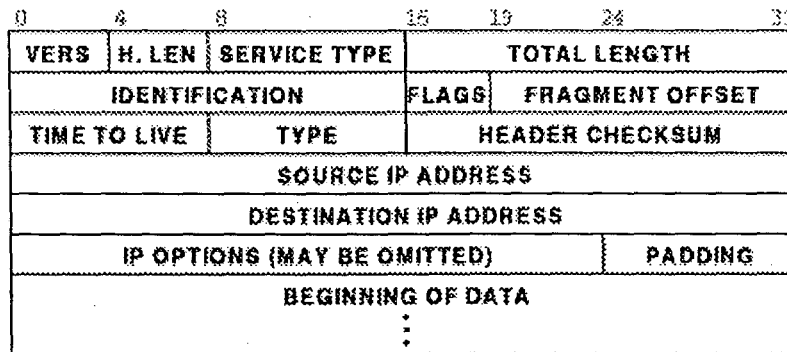 0 4 8 16 19 24 31
VERS H. LEN SERVICE TYPE TOTAL LENGTH
IDENTIFICATION FLAGS FRAGMENT OFFSET
TIME TO LIVE TYPE HEADER CHECKSUM
SOURCE IP ADDRESS
DESTINATION IP ADDRESS
IP OPTIONS (MAY BE OMITTED) PADDING
BEGINNING OF DATA